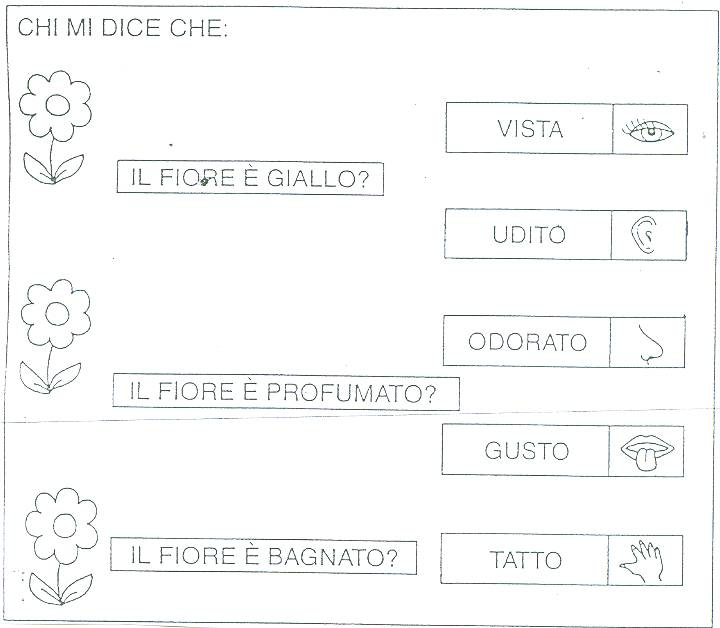 CHI MI DICE CHE:
VISTA
IL FIORE È GIALLO?
UDITO
ODORATO
IL FIORE È PROFUMATO?
GUSTO
IL FIORE È BAGNATO?
TATTO